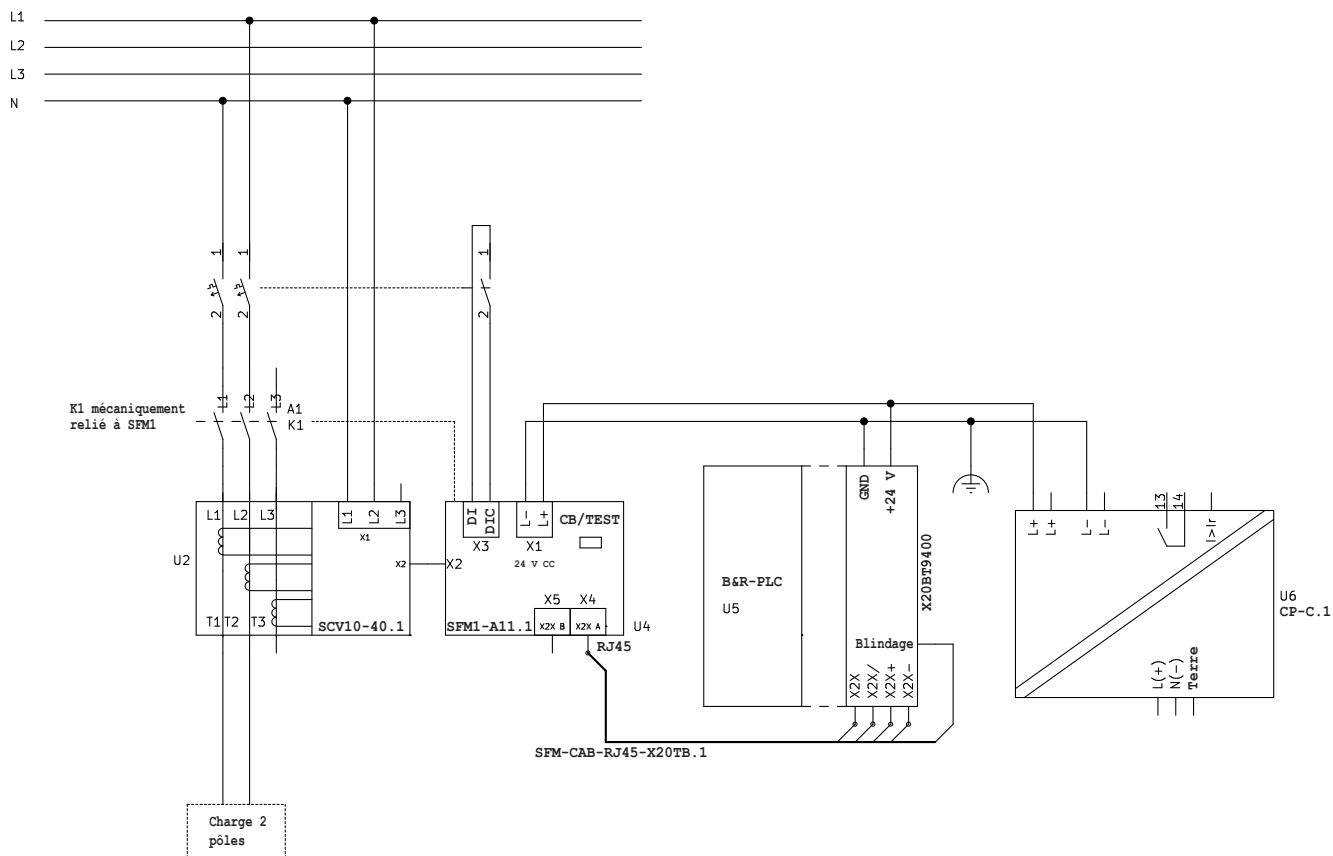 L1
L2
L3
N
1
1
1
2
2
2
K1 mécaniquement
relié à SFM1
L1
L2
L3
A1
K1
L1
L2
L3
L1
L2
L3
X1
DI
DIC
X3
L-
L+
X1
24 V CC
CB/TEST
GND
+24 V
L+
L+
L-
L-
13
14
I>Ir
U2
X2
X2
X20BT9400
B&R-PLC
U5
U6
CP-C.1
X5
X4
T1
T2
T3
SCV10-40.1
SFM1-A11.1
X2X B
X2X A
U4
RJ45
Blindage
X2X
X2X/
X2X+
X2X-
L(+)
N(-)
Terre
SFM-CAB-RJ45-X20TB.1
Charge 2
pôles